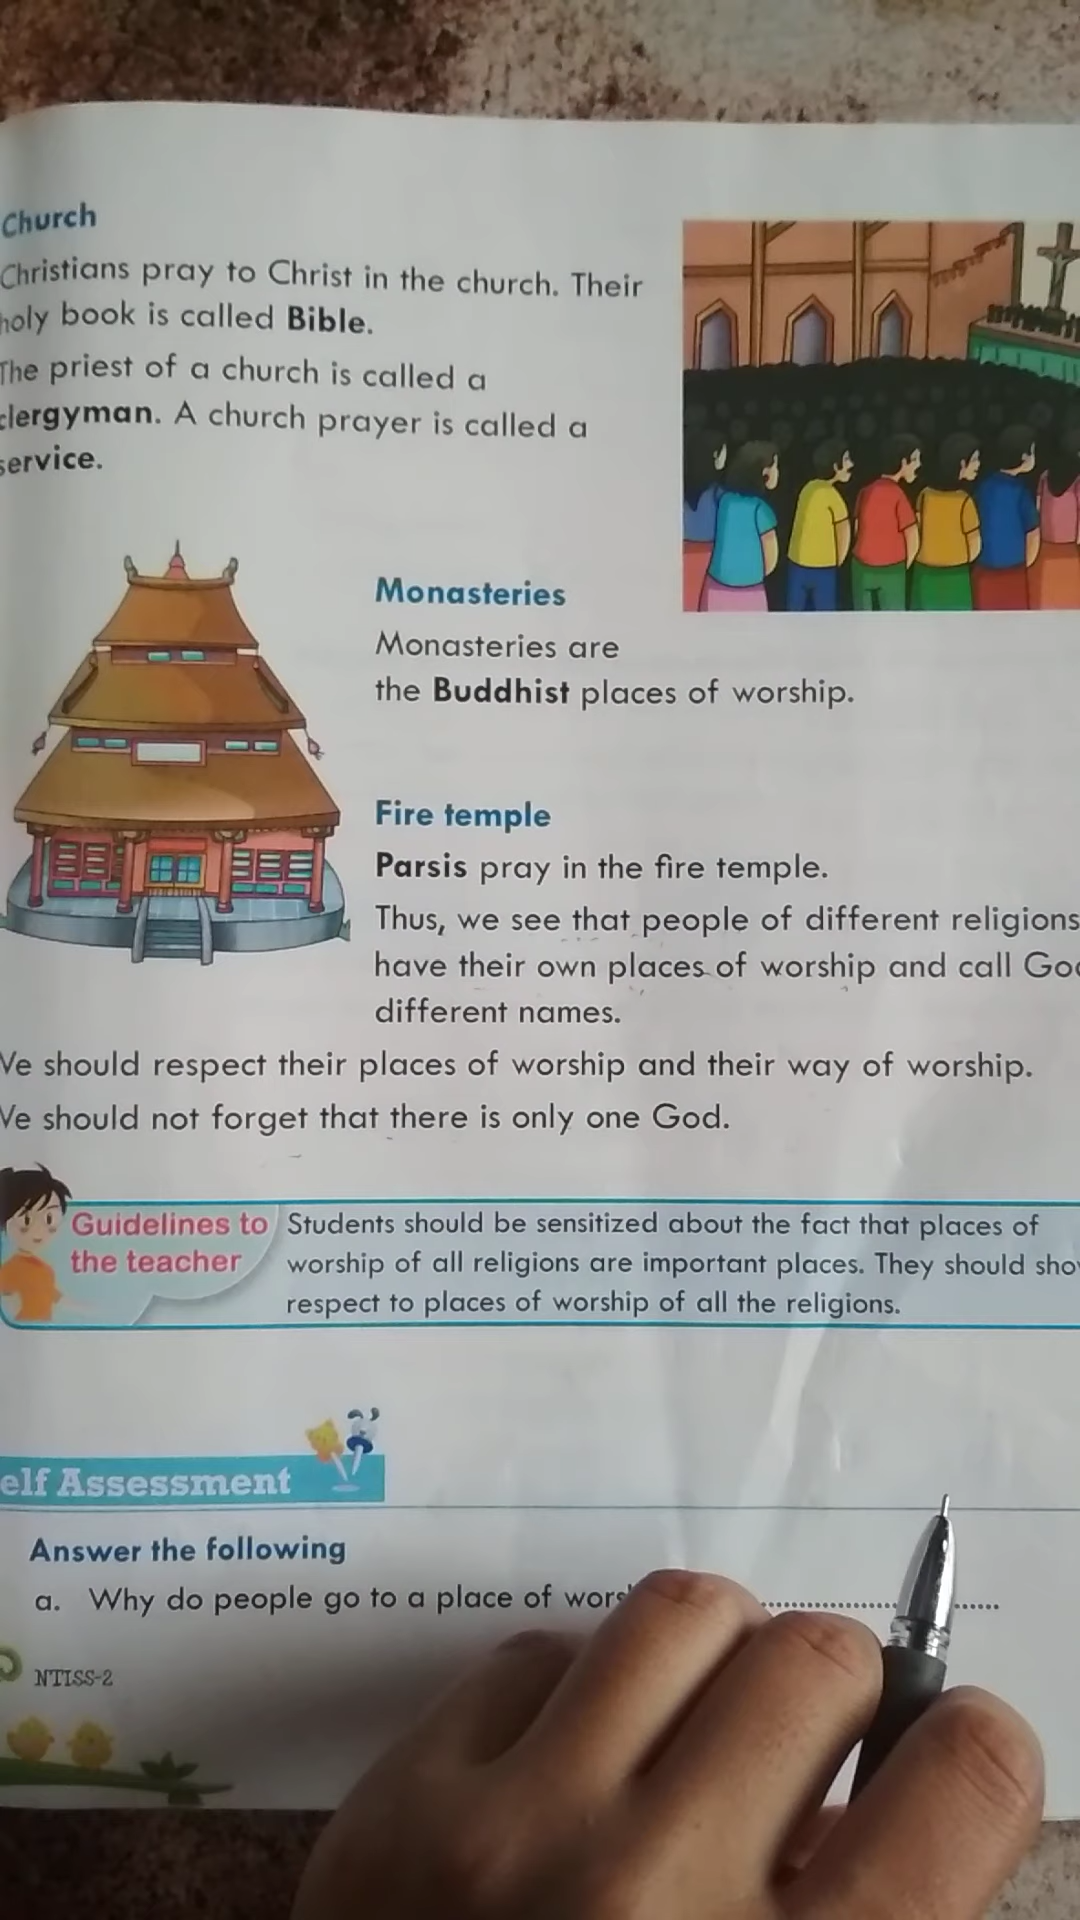 Church
Christians pray to Christ in the church. Their
holy book is called Bible.
The priest of a church is called a
clergyman. A church prayer is called a
service.
Monasteries
Monasteries are
the Buddhist places of worship.
Fire temple
Parsis pray in the fire temple.
Thus, we see that people of different religions
have their own places of worship and call
different names.
should respect their places of worship and their way of worship.
should not forget that there is only one God.
Guidelines to
the teacher
Students should be sensitized about the fact that places of
worship of all religions are important places. They should
respect to places of worship of all the religions.
elf Assessment
Answer the following
a. Why do people go to a place of
NTISS-2